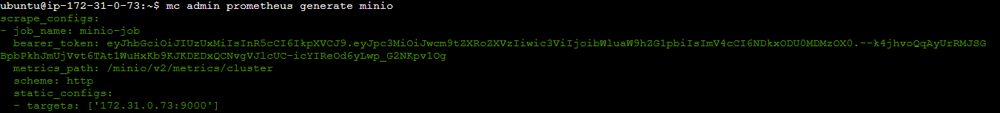 ubuntu@ip-172-31-0-73:~$ mc admin prometheus generate minio
scrape_configs:
- job_name: minio-job
  bearer_token: eyJhbGciOiJIUzUxMiIsInR5cCI6IkpXVCJ9.eyJpc3MiOiJwcm9tZXRoZXVzIiwic3ViIjoibWluaW9hZG1pbiIsImV4cCI6NDkxODU0MDMzOX0.--k4jhvoQqAyUrRMJSG
BpbPkhJmUjVvt6TAt1WuHxKb9KJKDEDxQCNvgVJlcUC-icYIReOd6yLwp_G2NKpv1Og
  metrics_path: /minio/v2/metrics/cluster
  scheme: http
  static_configs:
  - targets: ['172.31.0.73:9000']